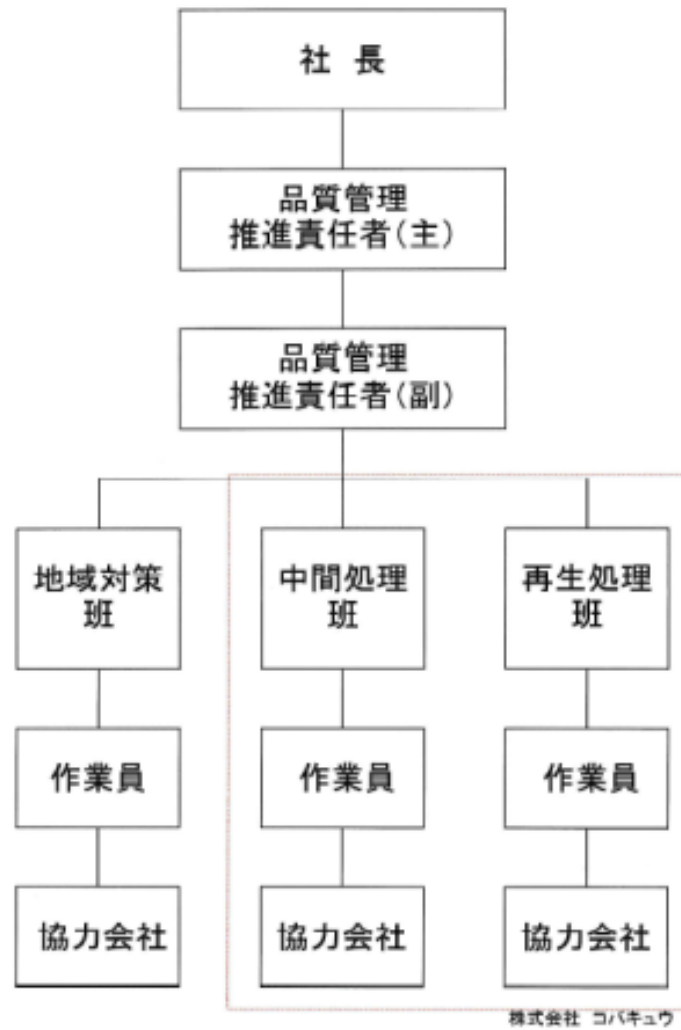 社 長
品質管理
推進責任者(主)
品質管理
推進責任者(副)
地域対策
班
中間処理
班
再生処理
班
作業員
作業員
作業員
協力会社
協力会社
協力会社
株式会社 コバキュウ